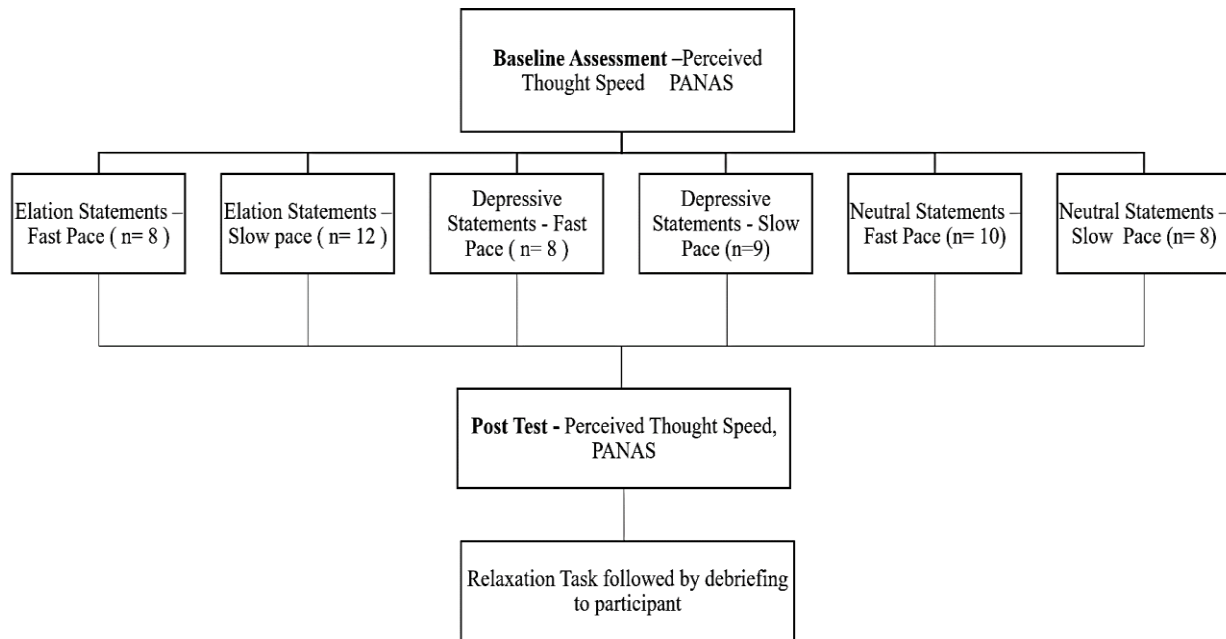 Baseline Assessment –Perceived
Thought Speed PANAS
Elation Statements –
Fast Pace ( n= 8 )
Elation Statements –
Slow pace ( n= 12 )
Depressive
Statements - Fast
Pace ( n= 8 )
Depressive
Statements - Slow
Pace (n=9)
Neutral Statements –
Fast Pace (n= 10)
Neutral Statements –
Slow Pace (n= 8)
Post Test - Perceived Thought Speed,
PANAS
Relaxation Task followed by debriefing
to participant